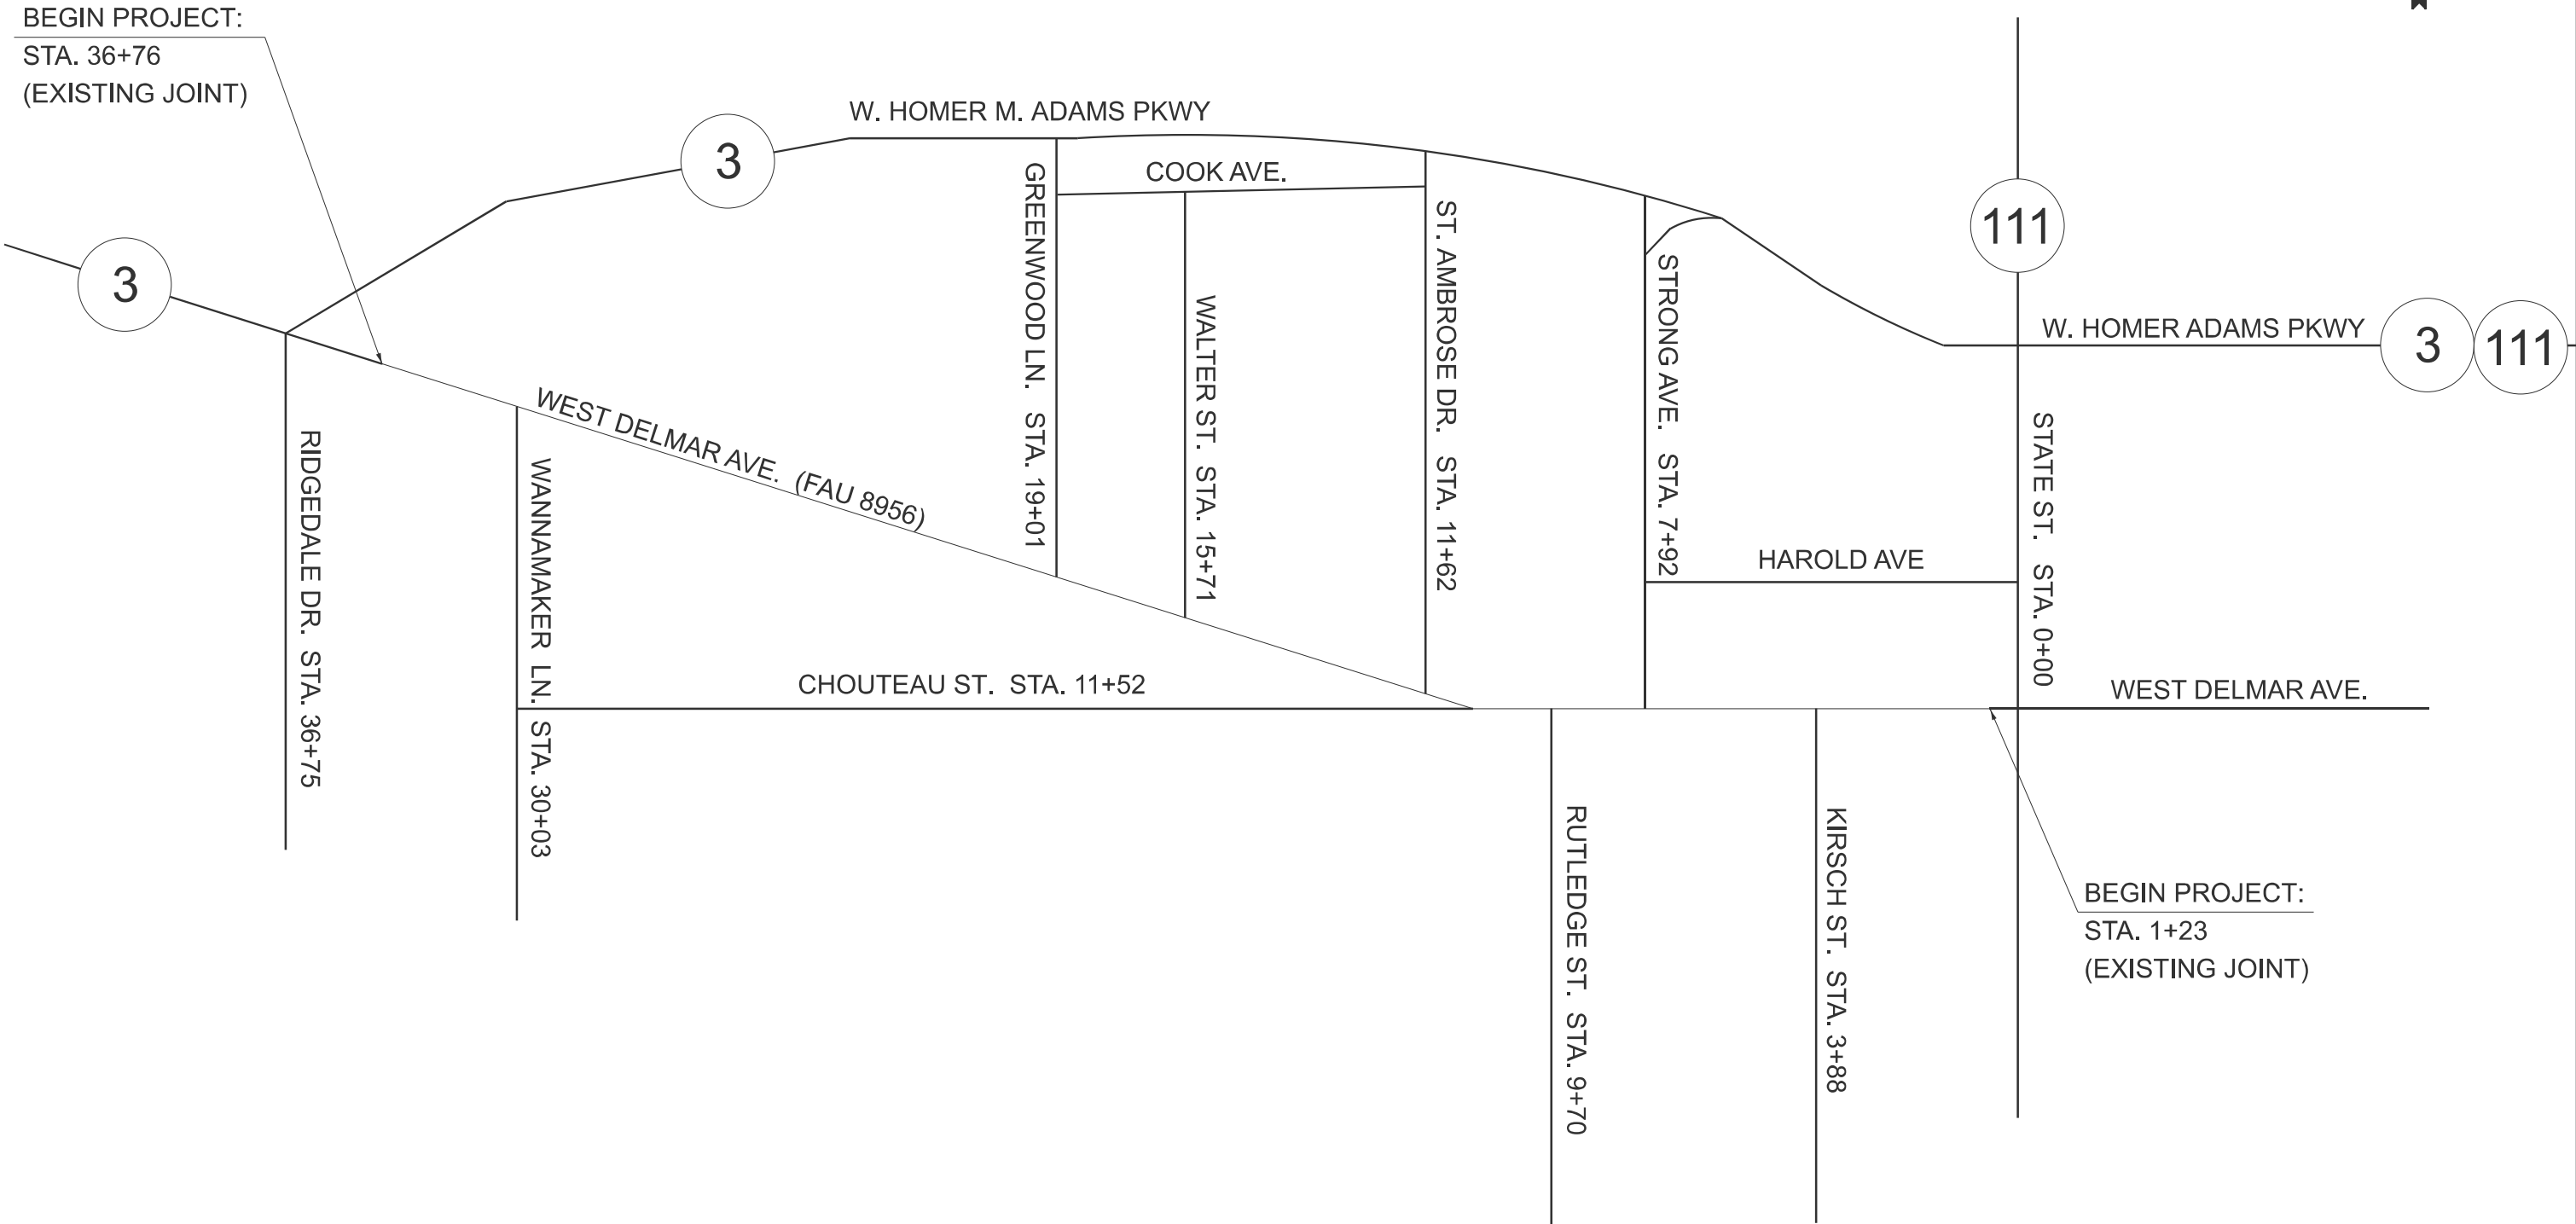 BEGIN PROJECT:
STA. 36+76
(EXISTING JOINT)
W. HOMER M. ADAMS PKWY
3
3
COOK AVE.
111
W. HOMER ADAMS PKWY
3
111
GREENWOOD LN. STA. 19+01
WALTER ST. STA. 15+71
ST. AMBROSE DR. STA. 11+62
STRONG AVE. STA. 7+92
STATE ST. STA. 0+00
WEST DELMAR AVE. (FAU 8956)
RIDGEDALE DR. STA. 36+75
WANNAMAKER LN. STA. 30+03
HAROLD AVE
CHOUTEAU ST. STA. 11+52
WEST DELMAR AVE.
RUTLEDGE ST. STA. 9+70
KIRSCH ST. STA. 3+88
BEGIN PROJECT:
STA. 1+23
(EXISTING JOINT)